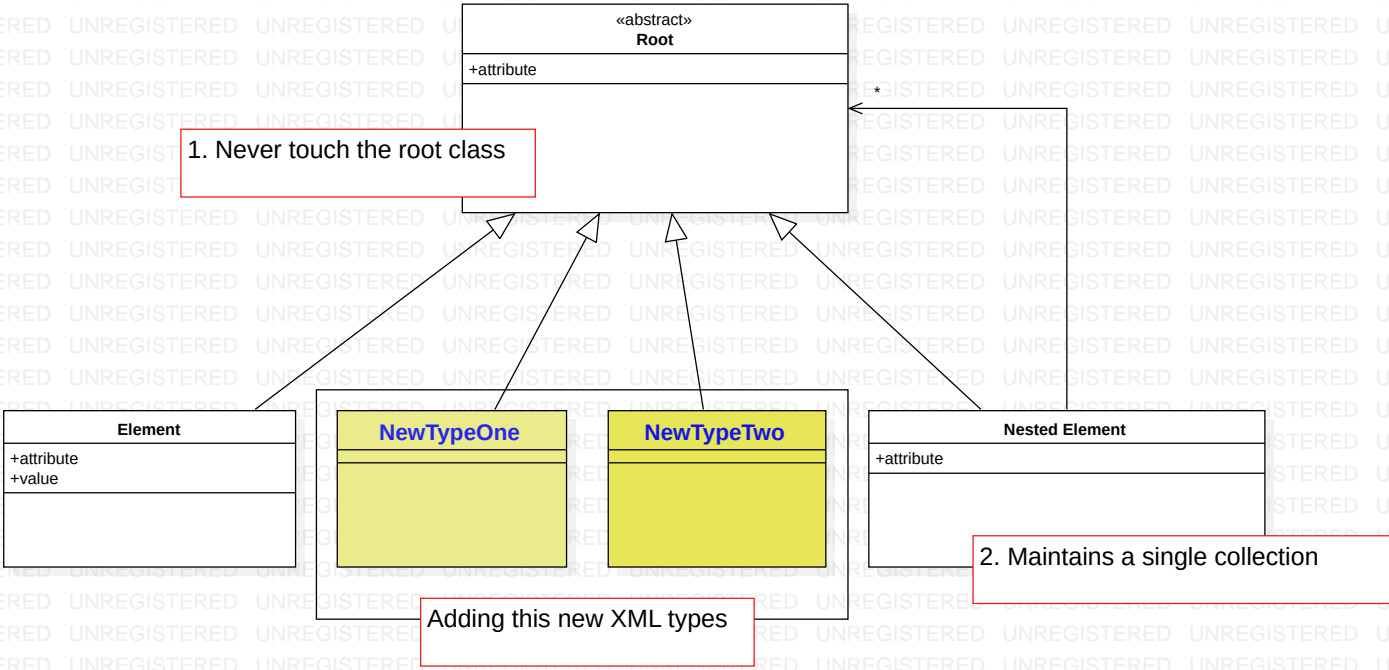 «abstract»
Root
+attribute
*
1. Never touch the root class
Element
+attribute
+value
NewTypeOne
NewTypeTwo
Nested Element
+attribute
2. Maintains a single collection
Adding this new XML types
UNREGISTERED